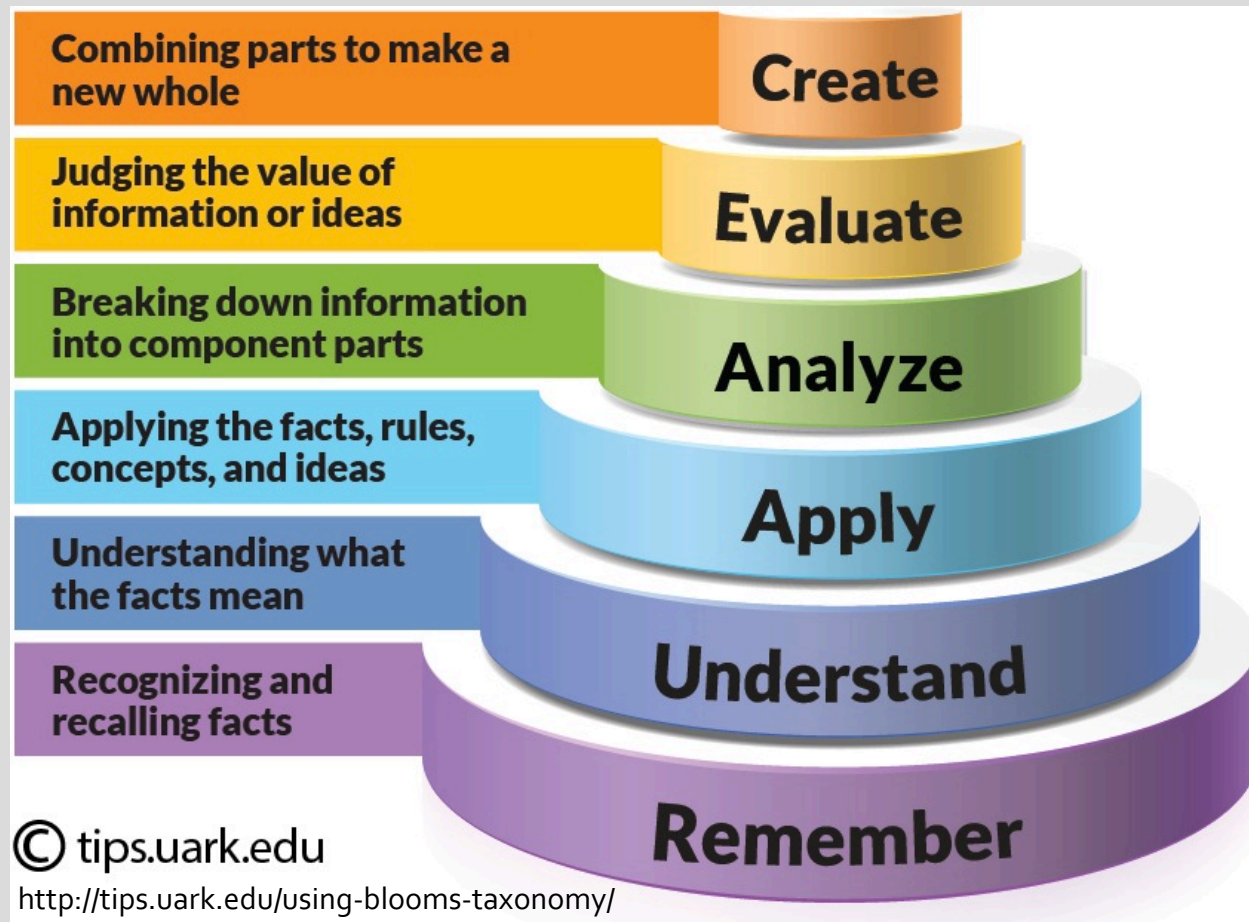 Combining parts to make a
new whole
Create
Judging the value of
information or ideas
Evaluate
Breaking down information
into component parts
Analyze
Applying the facts, rules,
concepts, and ideas
Apply
Understanding what
the facts mean
Understand
Recognizing and
recalling facts
Remember
© tips.uark.edu
http://tips.uark.edu/using-blooms-taxonomy/